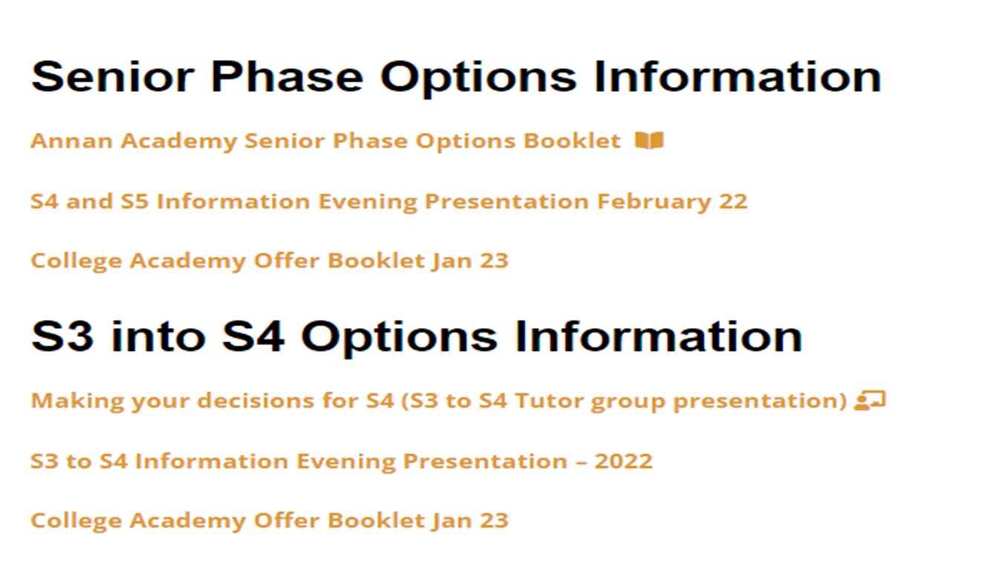 Senior Phase Options Information
Annan Academy Senior Phase Options Booklet
S4 and S5 Information Evening Presentation February 22
College Academy Offer Booklet Jan 23
S3 into S4 Options Information
Making your decisions for S4 (S3 to S4 Tutor group presentation)
S3 to S4 Information Evening Presentation – 2022
College Academy Offer Booklet Jan 23